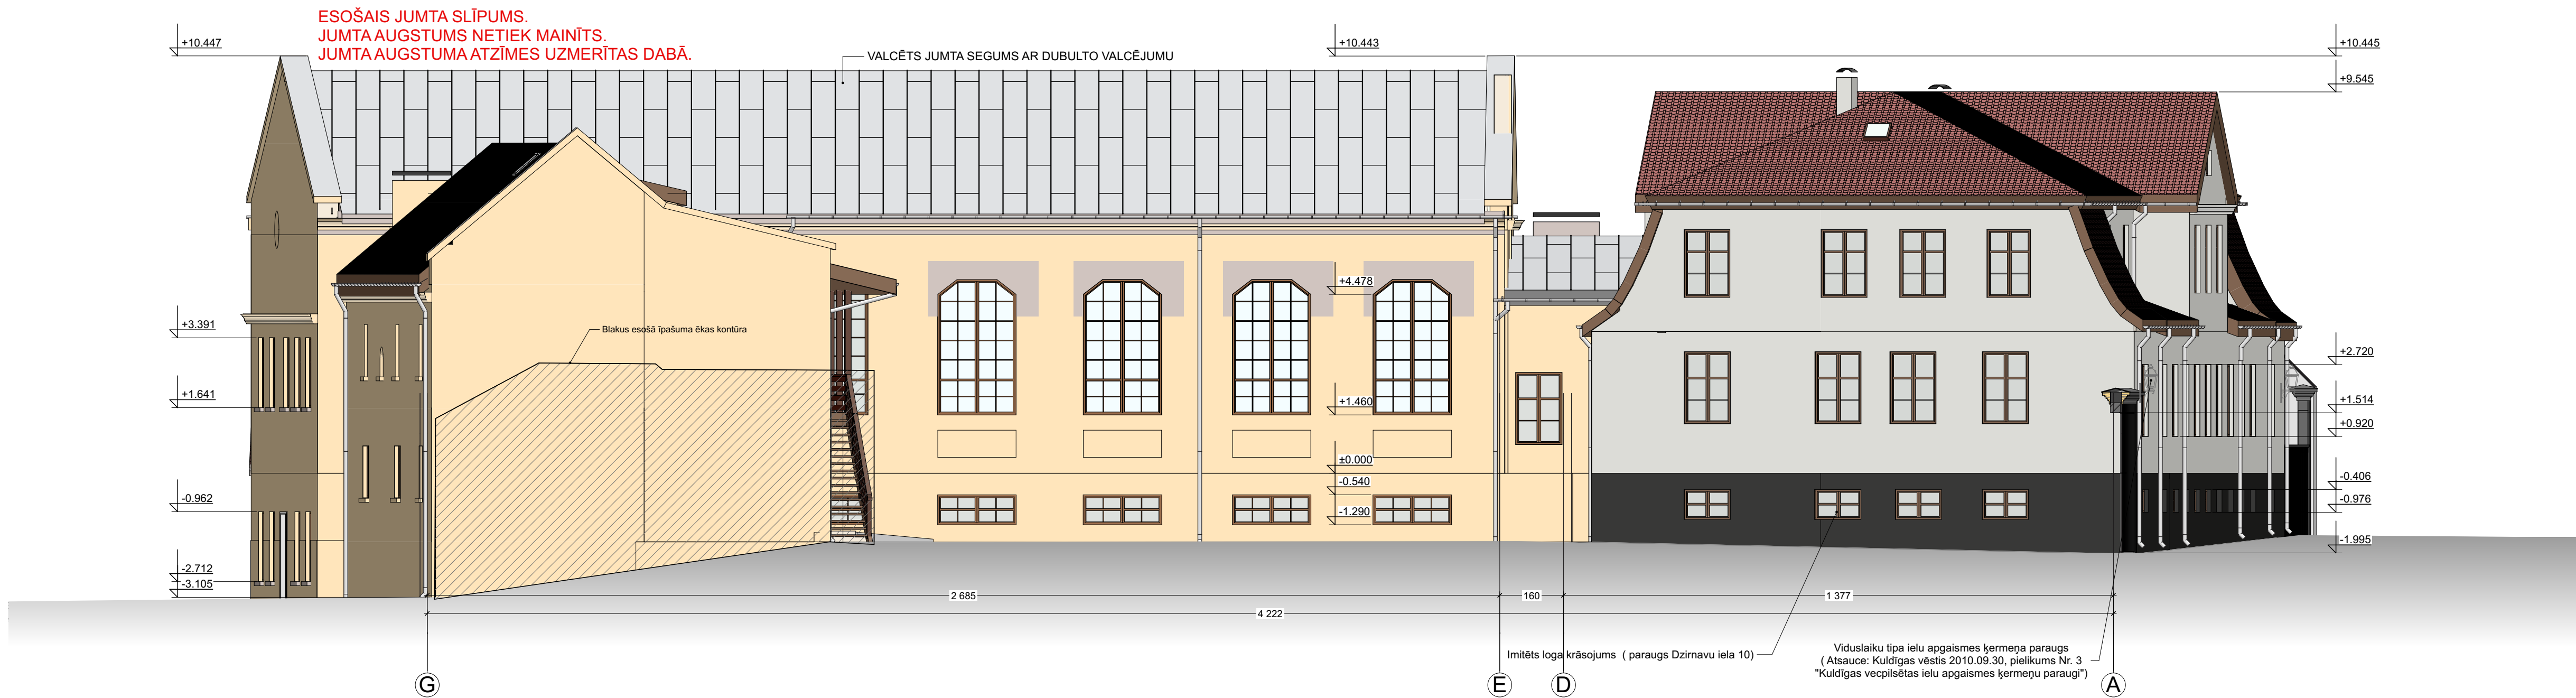 ESOŠAIS JUMTA SLĪPUMS.
JUMTA AUGSTUMS NETIEK MAINĪTS.
JUMTA AUGSTUMA ATZĪMES UZMERĪTAS DABĀ.
+10.447
VALCĒTS JUMTA SEGUMS AR DUBULTO VALCĒJUMU
+10.443
+10.445
+9.545
+4.478
+3.391
Blakus esošā īpašuma ēkas kontūra
+2.720
+1.641
+1.460
+1.514
+0.920
±0.000
-0.540
-0.406
-0.962
-0.976
-1.290
-1.995
-2.712
-3.105
2 685
160
1 377
4 222
Imitēts loga krāsojums ( paraugs Dzirnavu iela 10)
Viduslaiku tipa ielu apgaismes ķermeņa paraugs
( Atsauce: Kuldīgas vēstis 2010.09.30, pielikums Nr. 3
"Kuldīgas vecpilsētas ielu apgaismes ķermeņu paraugi")
G
E
D
A